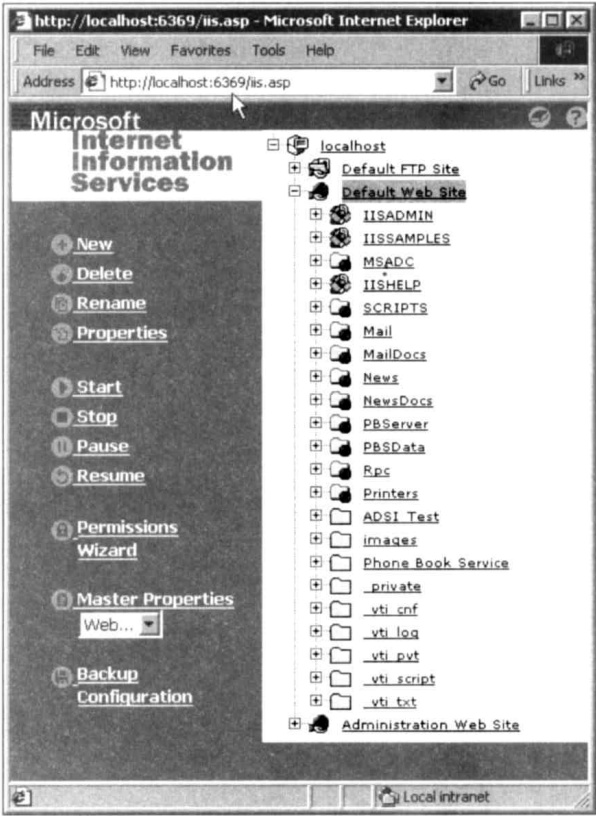 http://localhost:6369/iis.asp - Microsoft Internet Explorer
File Edit View Favorites Tools Help
Address http://localhost:6369/iis.asp Go Links »
Microsoft
Internet
Information
Services
New
Delete
Rename
Properties
Start
Stop
Pause
Resume
Permissions
Wizard
Master Properties
Web...
Backup
Configuration
localhost
Default FTP Site
Default Web Site
IISADMIN
IISSAMPLES
MSADC
IISHELP
SCRIPTS
Mail
MailDocs
News
NewsDocs
PBServer
PBSData
Rpc
Printers
ADSI Test
images
Phone Book Service
_private
_vti_cnf
_vti_log
_vti_pvt
_vti_script
_vti_txt
Administration Web Site
Local intranet